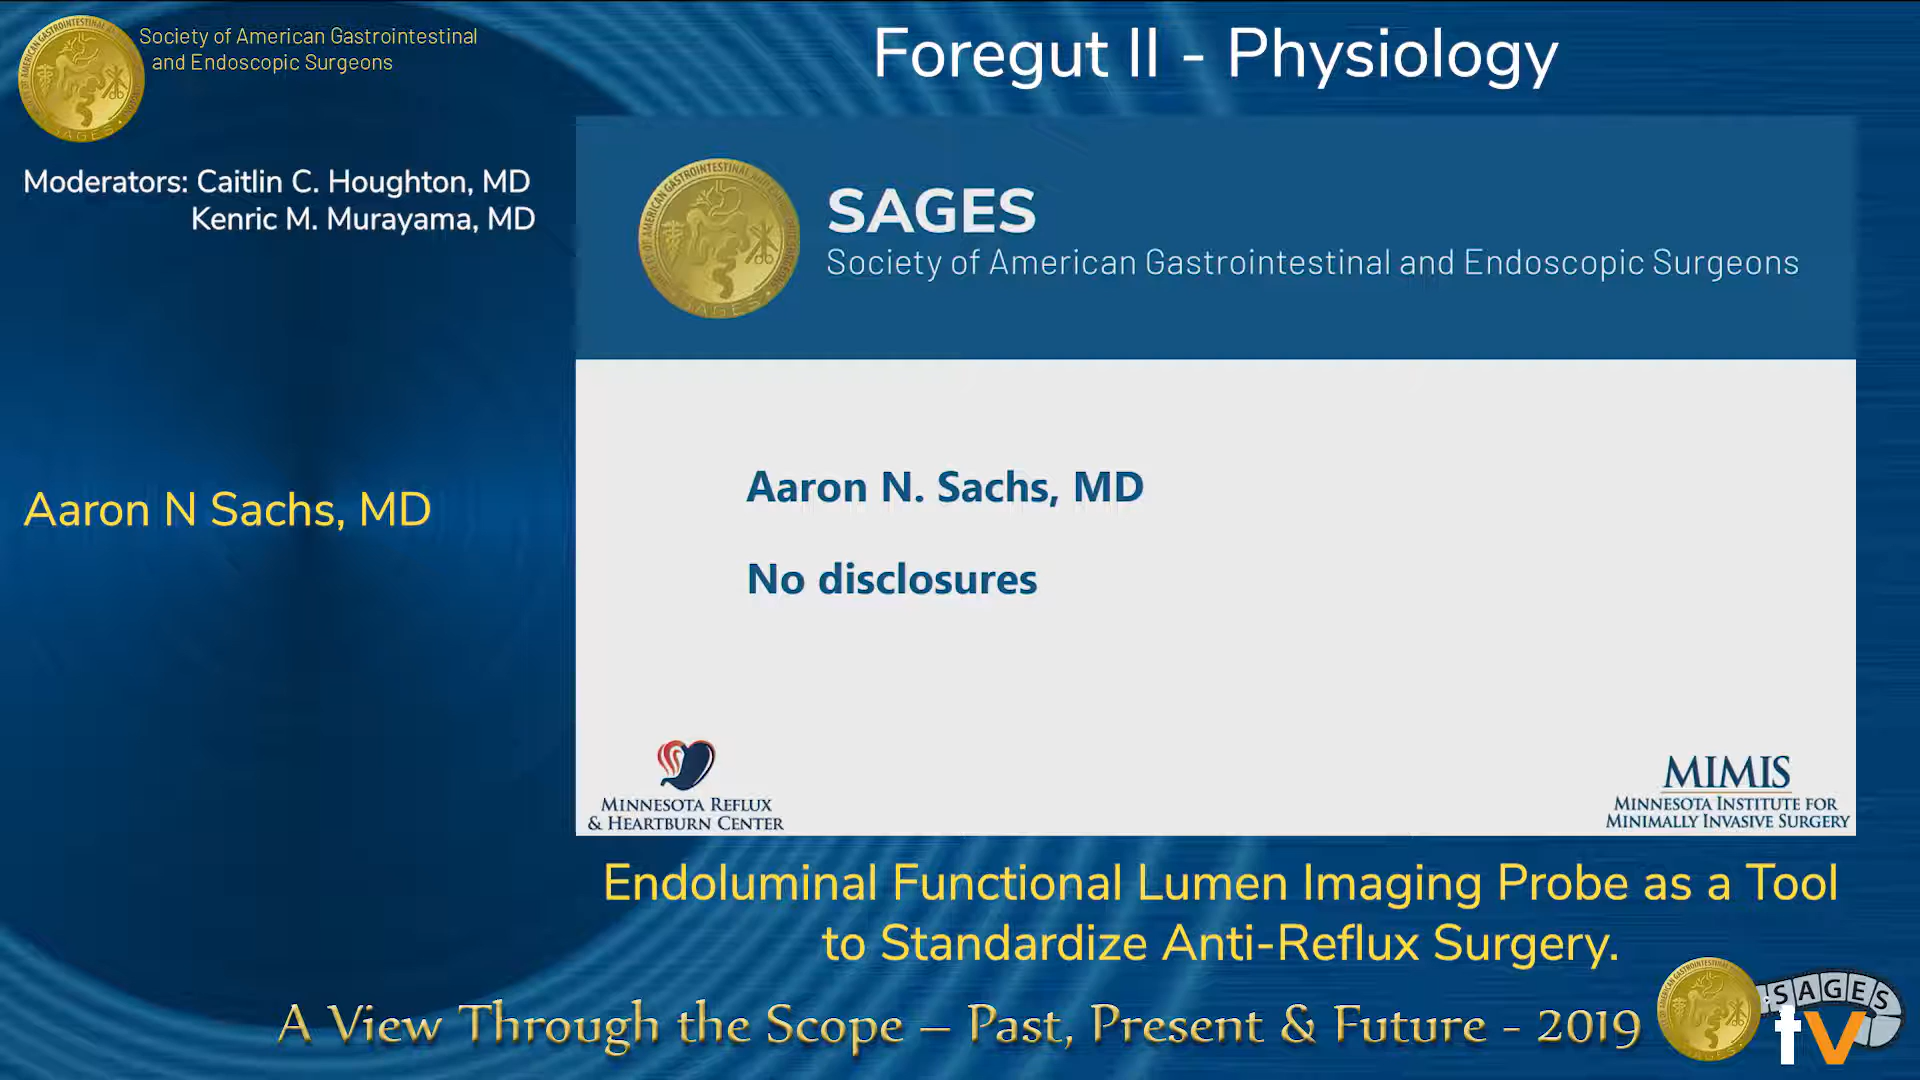 Society of American Gastrointestinal
and Endoscopic Surgeons
Foregut II - Physiology
Moderators: Caitlin C. Houghton, MD
Kenric M. Murayama, MD
SAGES
Society of American Gastrointestinal and Endoscopic Surgeons
Aaron N Sachs, MD
Aaron N. Sachs, MD
No disclosures
MINNESOTA REFLUX
& HEARTBURN CENTER
MIMIS
MINNESOTA INSTITUTE FOR
MINIMALLY INVASIVE SURGERY
Endoluminal Functional Lumen Imaging Probe as a Tool
to Standardize Anti-Reflux Surgery.
A View Through the Scope – Past, Present & Future - 2019
SAGES
tv